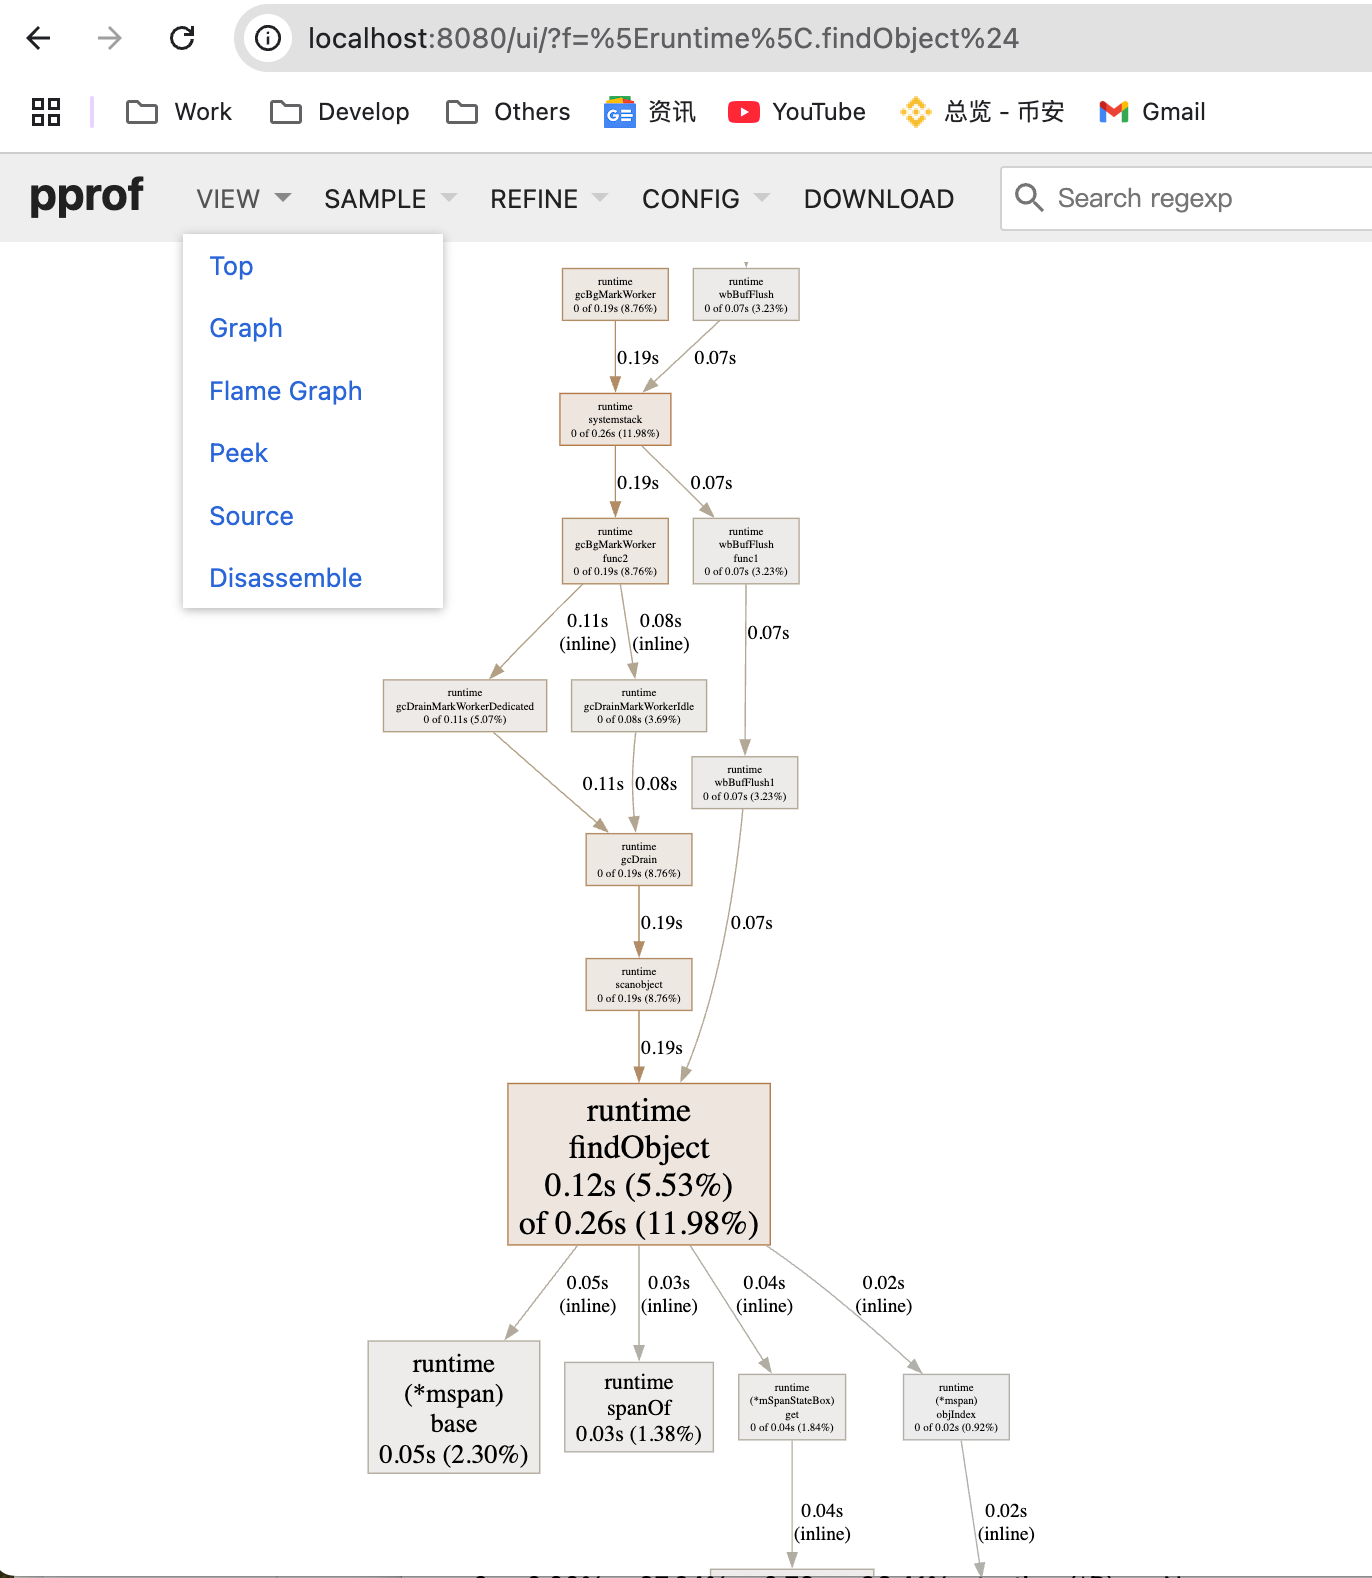 localhost:8080/ui/?f=%5Eruntime%5C.findObject%24
Work
Develop
Others
资讯
YouTube
总览 - 币安
Gmail
pprof
VIEW
SAMPLE
REFINE
CONFIG
DOWNLOAD
Search regexp
Top
Graph
Flame Graph
Peek
Source
Disassemble
runtime
gcBgMarkWorker
0 of 0.19s (8.76%)
runtime
wbBufFlush
0 of 0.07s (3.23%)
0.19s
0.07s
runtime
systemstack
0 of 0.26s (11.98%)
0.19s
0.07s
runtime
gcBgMarkWorker
func2
0 of 0.19s (8.76%)
runtime
wbBufFlush
func1
0 of 0.07s (3.23%)
0.11s
(inline)
0.08s
(inline)
0.07s
runtime
gcDrainMarkWorkerDedicated
0 of 0.11s (5.07%)
runtime
gcDrainMarkWorkerIdle
0 of 0.08s (3.69%)
runtime
wbBufFlush1
0 of 0.07s (3.23%)
0.11s
0.08s
runtime
gcDrain
0 of 0.19s (8.76%)
0.19s
0.07s
runtime
scanobject
0 of 0.19s (8.76%)
0.19s
runtime
findObject
0.12s (5.53%)
of 0.26s (11.98%)
0.05s
(inline)
0.03s
(inline)
0.04s
(inline)
0.02s
(inline)
runtime
(*mspan)
base
0.05s (2.30%)
runtime
spanOf
0.03s (1.38%)
runtime
(*mSpanStateBox)
get
0 of 0.04s (1.84%)
runtime
(*mspan)
objIndex
0 of 0.02s (0.92%)
0.04s
(inline)
0.02s
(inline)